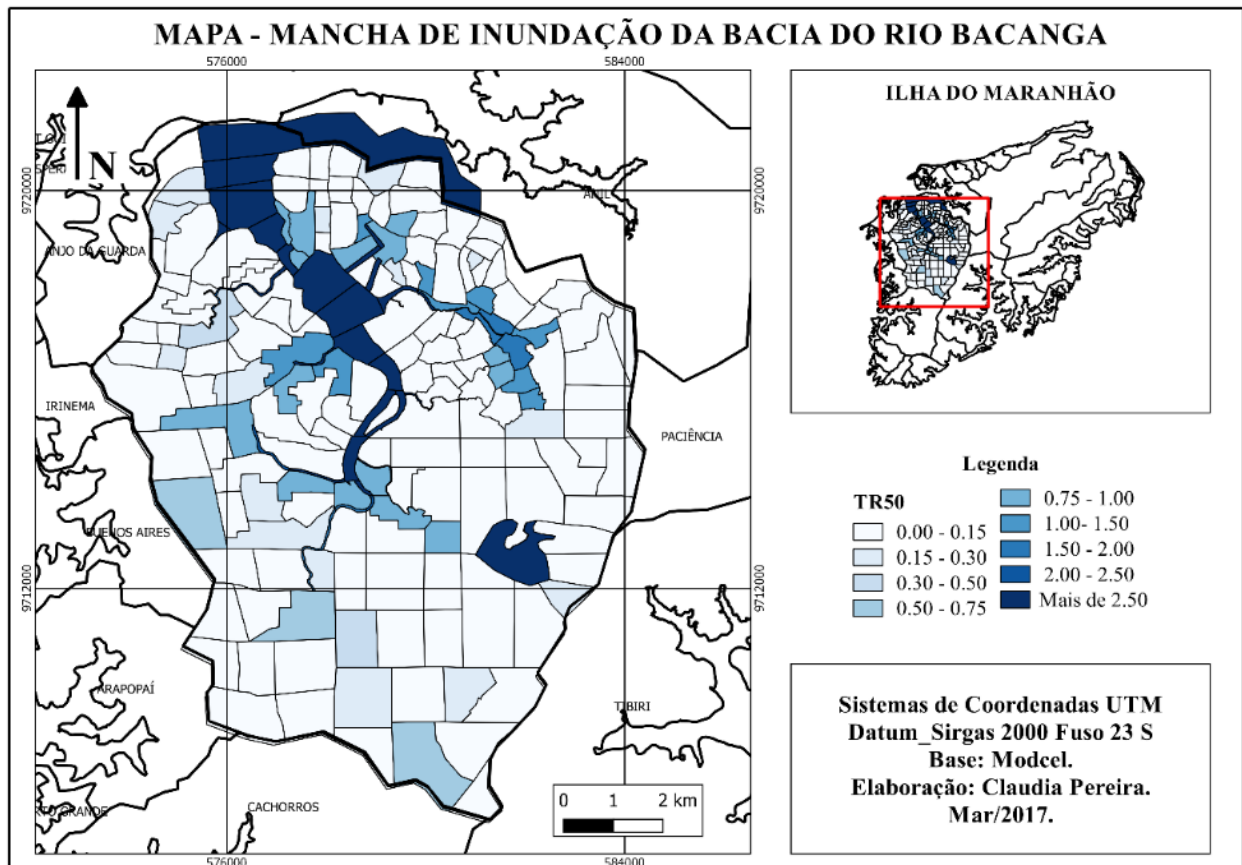 MAPA - MANCHA DE INUNDAÇÃO DA BACIA DO RIO BACANGA
576000
584000
N
9720000
9720000
ANIL
ANJO DA GUARDA
IRINEMA
PACIÊNCIA
BUENOS AIRES
9712000
9712000
ARAPOPAÍ
TIBIRI
CACHORROS
GRANDE
0 1 2 km
576000
584000
ILHA DO MARANHÃO
Legenda
TR50
0.00 - 0.15
0.15 - 0.30
0.30 - 0.50
0.50 - 0.75
0.75 - 1.00
1.00- 1.50
1.50 - 2.00
2.00 - 2.50
Mais de 2.50
Sistemas de Coordenadas UTM
Datum_Sirgas 2000 Fuso 23 S
Base: Modcel.
Elaboração: Claudia Pereira.
Mar/2017.